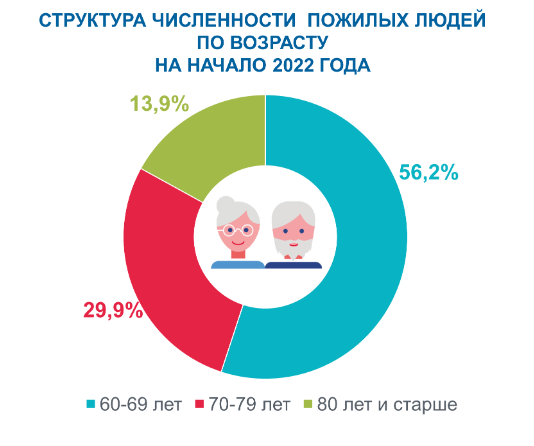 СТРУКТУРА ЧИСЛЕННОСТИ ПОЖИЛЫХ ЛЮДЕЙ
ПО ВОЗРАСТУ
НА НАЧАЛО 2022 ГОДА
13,9%
56,2%
29,9%
60-69 лет 70-79 лет 80 лет и старше